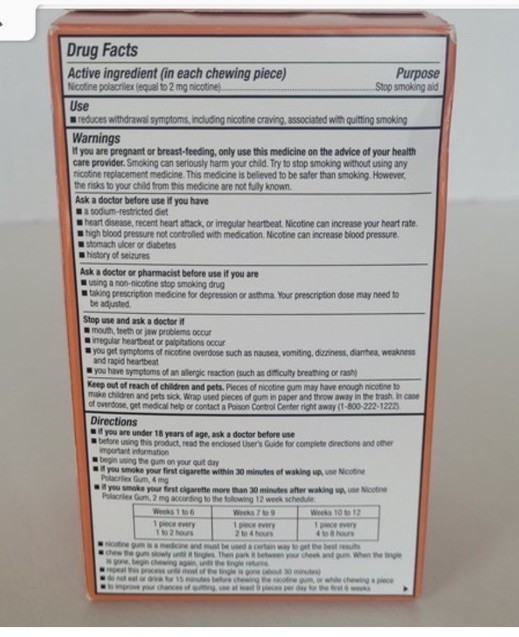 Drug Facts
Active ingredient (in each chewing piece) Purpose
Nicotine polacrilex (equal to 2 mg nicotine)........Stop smoking aid
Use
■ reduces withdrawal symptoms, including nicotine craving, associated with quitting smoking
Warnings
If you are pregnant or breast-feeding, only use this medicine on the advice of your health
care provider. Smoking can seriously harm your child. Try to stop smoking without using any
nicotine replacement medicine. This medicine is believed to be safer than smoking. However,
the risks to your child from this medicine are not fully known.
Ask a doctor before use if you have
■ a sodium-restricted diet
■ heart disease, recent heart attack, or irregular heartbeat. Nicotine can increase your heart rate.
■ high blood pressure not controlled with medication. Nicotine can increase blood pressure.
■ stomach ulcer or diabetes
■ history of seizures
Ask a doctor or pharmacist before use if you are
■ using a non-nicotine stop smoking drug
■ taking prescription medicine for depression or asthma. Your prescription dose may need to
be adjusted.
Stop use and ask a doctor if
■ mouth, teeth or jaw problems occur
■ irregular heartbeat or palpitations occur
■ you get symptoms of nicotine overdose such as nausea, vomiting, dizziness, diarrhea, weakness
and rapid heartbeat
■ you have symptoms of an allergic reaction (such as difficulty breathing or rash)
Keep out of reach of children and pets. Pieces of nicotine gum may have enough nicotine to
make children and pets sick. Wrap used pieces of gum in paper and throw away in the trash. In case
of overdose, get medical help or contact a Poison Control Center right away (1-800-222-1222).
Directions
■ if you are under 18 years of age, ask a doctor before use
■ before using this product, read the enclosed User's Guide for complete directions and other
important information
■ begin using the gum on your quit day
■ if you smoke your first cigarette within 30 minutes of waking up, use Nicotine
Polacrilex Gum, 4 mg
■ if you smoke your first cigarette more than 30 minutes after waking up, use Nicotine
Polacrilex Gum, 2 mg according to the following 12 week schedule:
Weeks 1 to 6 Weeks 7 to 9 Weeks 10 to 12
1 piece every 1 piece every 1 piece every
1 to 2 hours 2 to 4 hours 4 to 8 hours
■ nicotine gum is a medicine and must be used a certain way to get the best results
■ chew the gum slowly until it tingles. Then park it between your cheek and gum. When the tingle
is gone, begin chewing again, until the tingle returns.
■ repeat this process until most of the tingle is gone (about 30 minutes)
■ do not eat or drink for 15 minutes before chewing the nicotine gum, or while chewing a piece
■ to improve your chances of quitting, use at least 9 pieces per day for the first 6 weeks